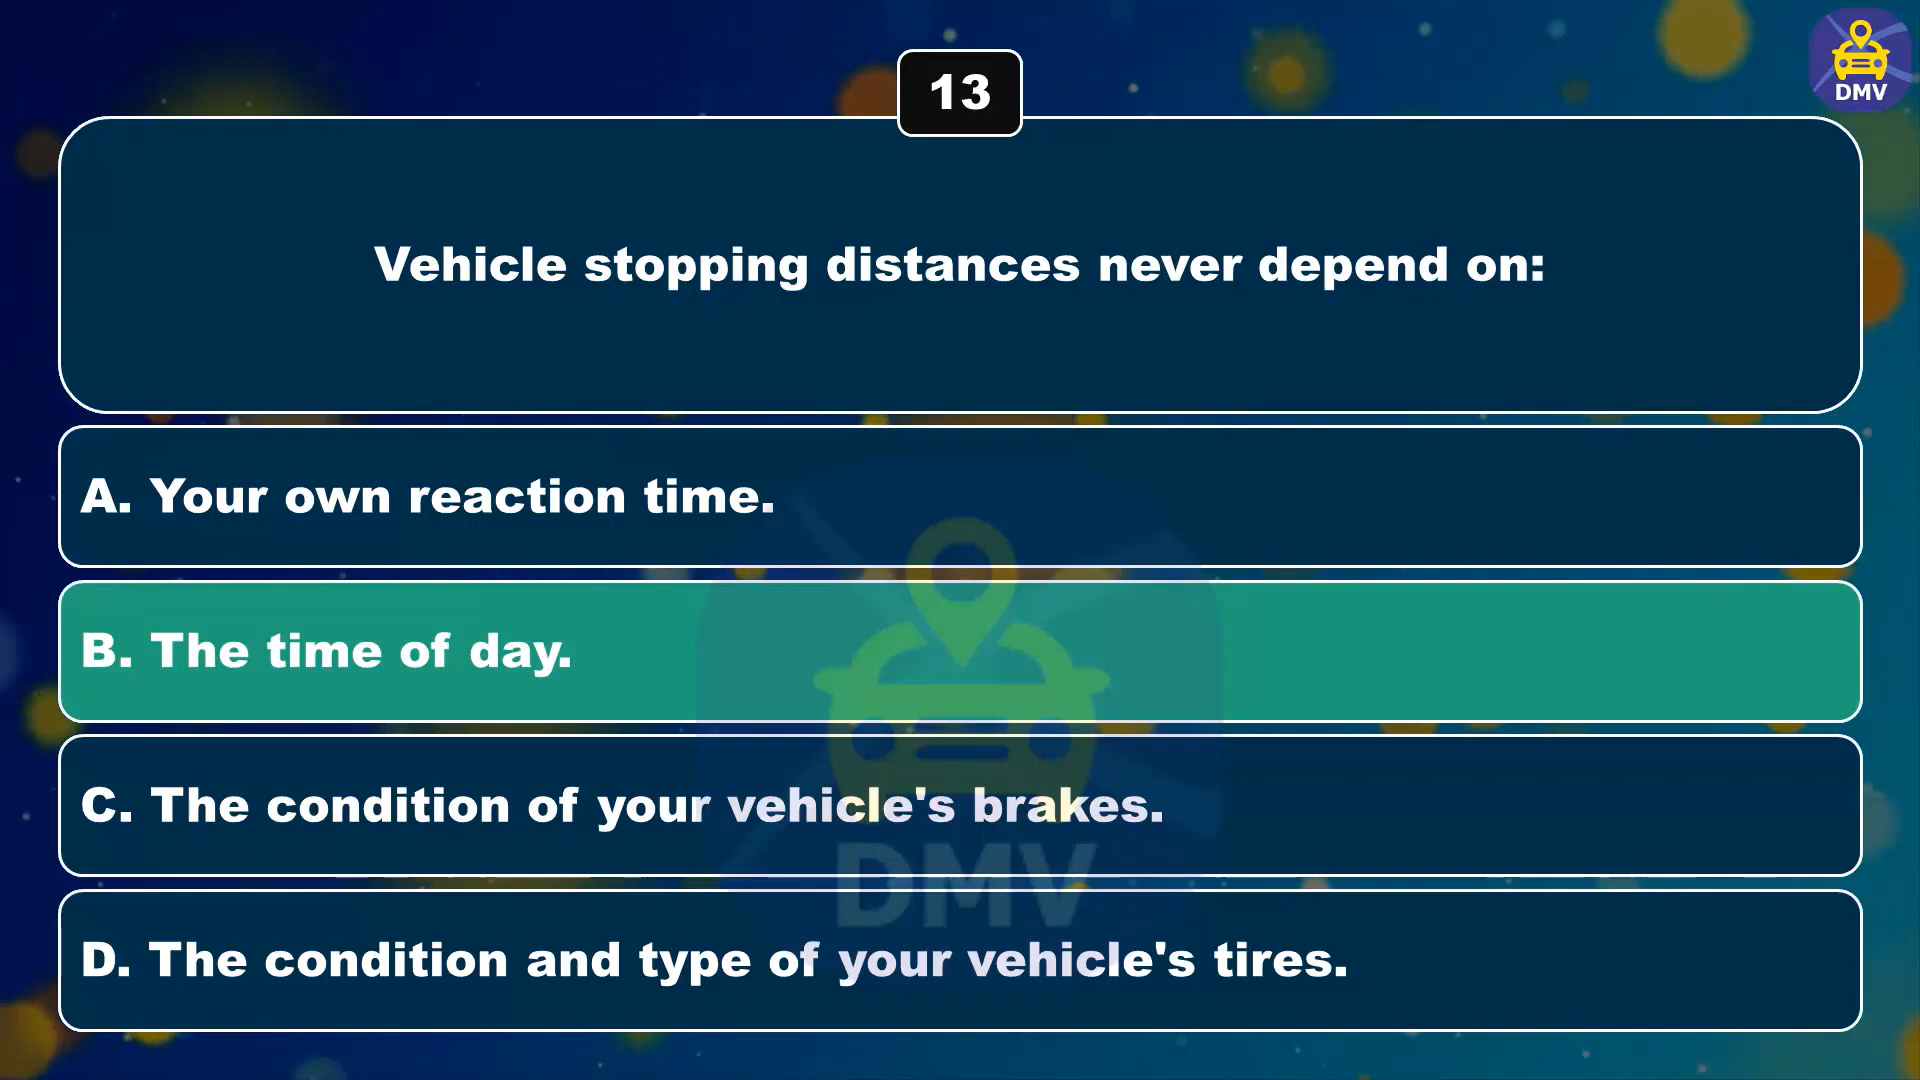 DMV
13
Vehicle stopping distances never depend on:
A. Your own reaction time.
B. The time of day.
C. The condition of your vehicle's brakes.
DMV
D. The condition and type of your vehicle's tires.